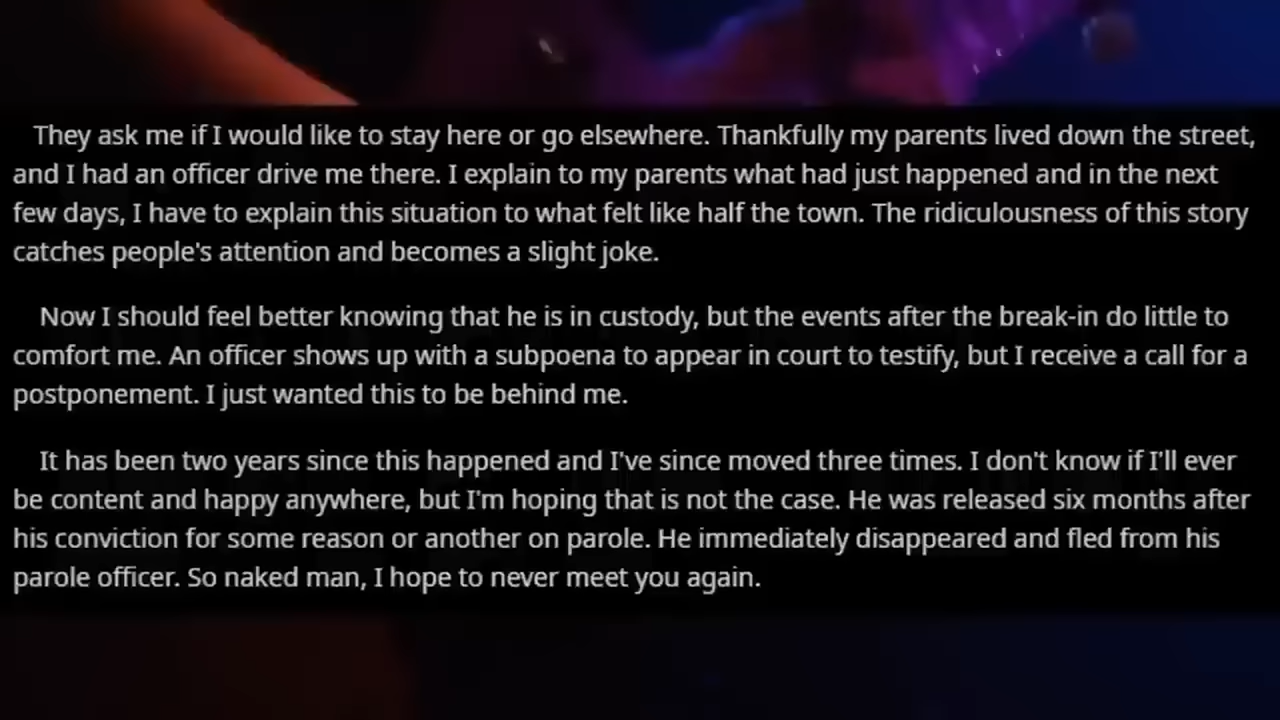 They ask me if I would like to stay here or go elsewhere. Thankfully my parents lived down the street,
and I had an officer drive me there. I explain to my parents what had just happened and in the next
few days, I have to explain this situation to what felt like half the town. The ridiculousness of this story
catches people's attention and becomes a slight joke.
Now I should feel better knowing that he is in custody, but the events after the break-in do little to
comfort me. An officer shows up with a subpoena to appear in court to testify, but I receive a call for a
postponement. I just wanted this to be behind me.
It has been two years since this happened and I've since moved three times. I don't know if I'll ever
be content and happy anywhere, but I'm hoping that is not the case. He was released six months after
his conviction for some reason or another on parole. He immediately disappeared and fled from his
parole officer. So naked man, I hope to never meet you again.